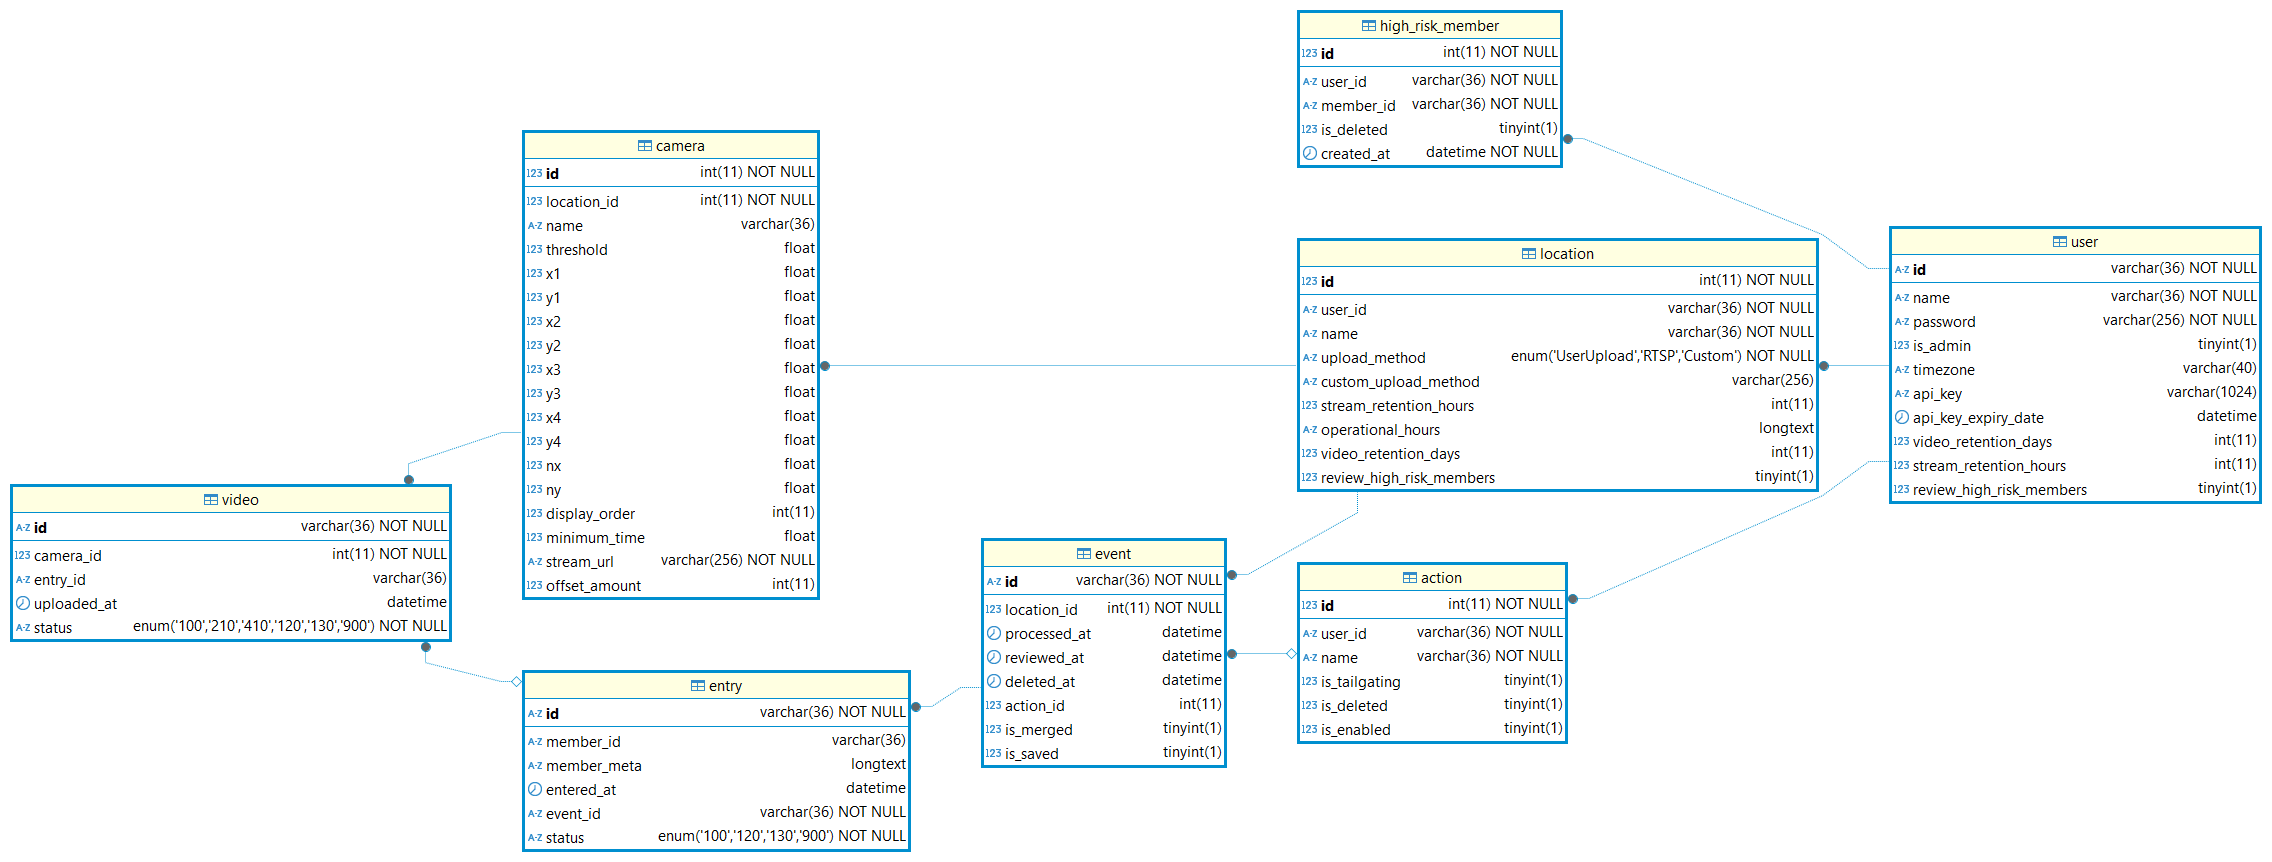 high_risk_member
123 id int(11) NOT NULL
A-Z user_id varchar(36) NOT NULL
A-Z member_id varchar(36) NOT NULL
123 is_deleted tinyint(1)
created_at datetime NOT NULL
camera
123 id int(11) NOT NULL
123 location_id int(11) NOT NULL
A-Z name varchar(36)
123 threshold float
123 x1 float
123 y1 float
123 x2 float
123 y2 float
123 x3 float
123 y3 float
123 x4 float
123 y4 float
123 nx float
123 ny float
123 display_order int(11)
123 minimum_time float
A-Z stream_url varchar(256) NOT NULL
123 offset_amount int(11)
location
123 id int(11) NOT NULL
A-Z user_id varchar(36) NOT NULL
A-Z name varchar(36) NOT NULL
A-Z upload_method enum('UserUpload','RTSP','Custom') NOT NULL
A-Z custom_upload_method varchar(256)
123 stream_retention_hours int(11)
A-Z operational_hours longtext
123 video_retention_days int(11)
123 review_high_risk_members tinyint(1)
user
A-Z id varchar(36) NOT NULL
A-Z name varchar(36) NOT NULL
A-Z password varchar(256) NOT NULL
123 is_admin tinyint(1)
A-Z timezone varchar(40)
A-Z api_key varchar(1024)
api_key_expiry_date datetime
123 video_retention_days int(11)
123 stream_retention_hours int(11)
123 review_high_risk_members tinyint(1)
video
A-Z id varchar(36) NOT NULL
123 camera_id int(11) NOT NULL
A-Z entry_id varchar(36)
uploaded_at datetime
A-Z status enum('100','210','410','120','130','900') NOT NULL
event
A-Z id varchar(36) NOT NULL
123 location_id int(11) NOT NULL
processed_at datetime
reviewed_at datetime
deleted_at datetime
123 action_id int(11)
123 is_merged tinyint(1)
123 is_saved tinyint(1)
action
123 id int(11) NOT NULL
A-Z user_id varchar(36) NOT NULL
A-Z name varchar(36) NOT NULL
123 is_tailgating tinyint(1)
123 is_deleted tinyint(1)
123 is_enabled tinyint(1)
entry
A-Z id varchar(36) NOT NULL
A-Z member_id varchar(36)
A-Z member_meta longtext
entered_at datetime
A-Z event_id varchar(36) NOT NULL
A-Z status enum('100','120','130','900') NOT NULL